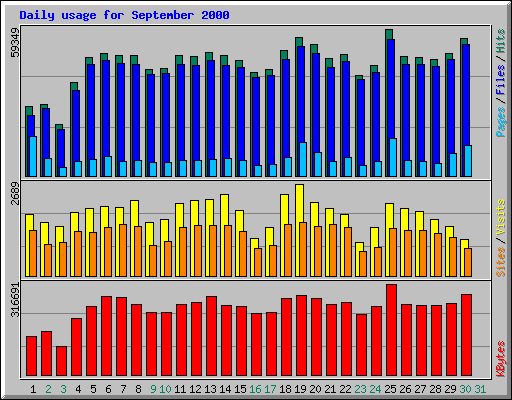 Daily usage for September 2000
59349
Pages / Files / Hits
2689
Sites / Visits
316691
KBytes
1 2 3 4 5 6 7 8 9 10 11 12 13 14 15 16 17 18 19 20 21 22 23 24 25 26 27 28 29 30 31